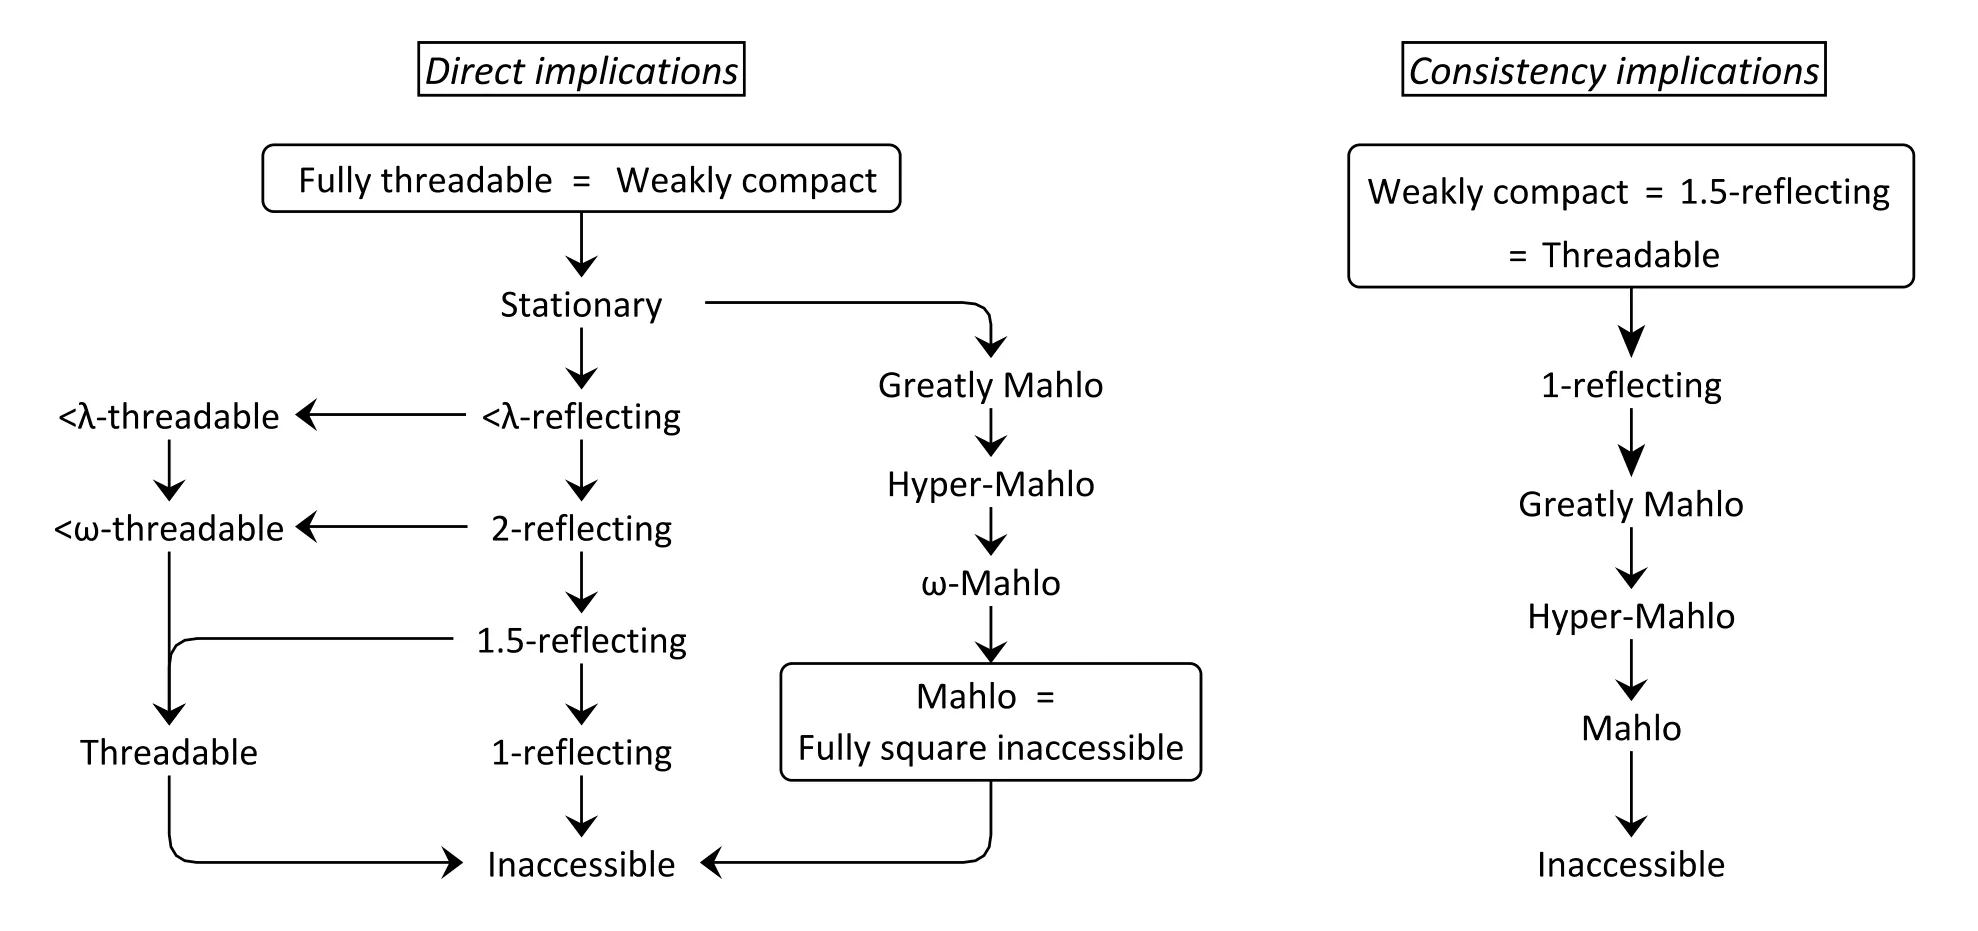 Direct implications
Fully threadable = Weakly compact
Stationary
Greatly Mahlo
<λ-threadable
<λ-reflecting
Hyper-Mahlo
<ω-threadable
2-reflecting
ω-Mahlo
1.5-reflecting
Mahlo =
Fully square inaccessible
Threadable
1-reflecting
Inaccessible
Consistency implications
Weakly compact = 1.5-reflecting
= Threadable
1-reflecting
Greatly Mahlo
Hyper-Mahlo
Mahlo
Inaccessible